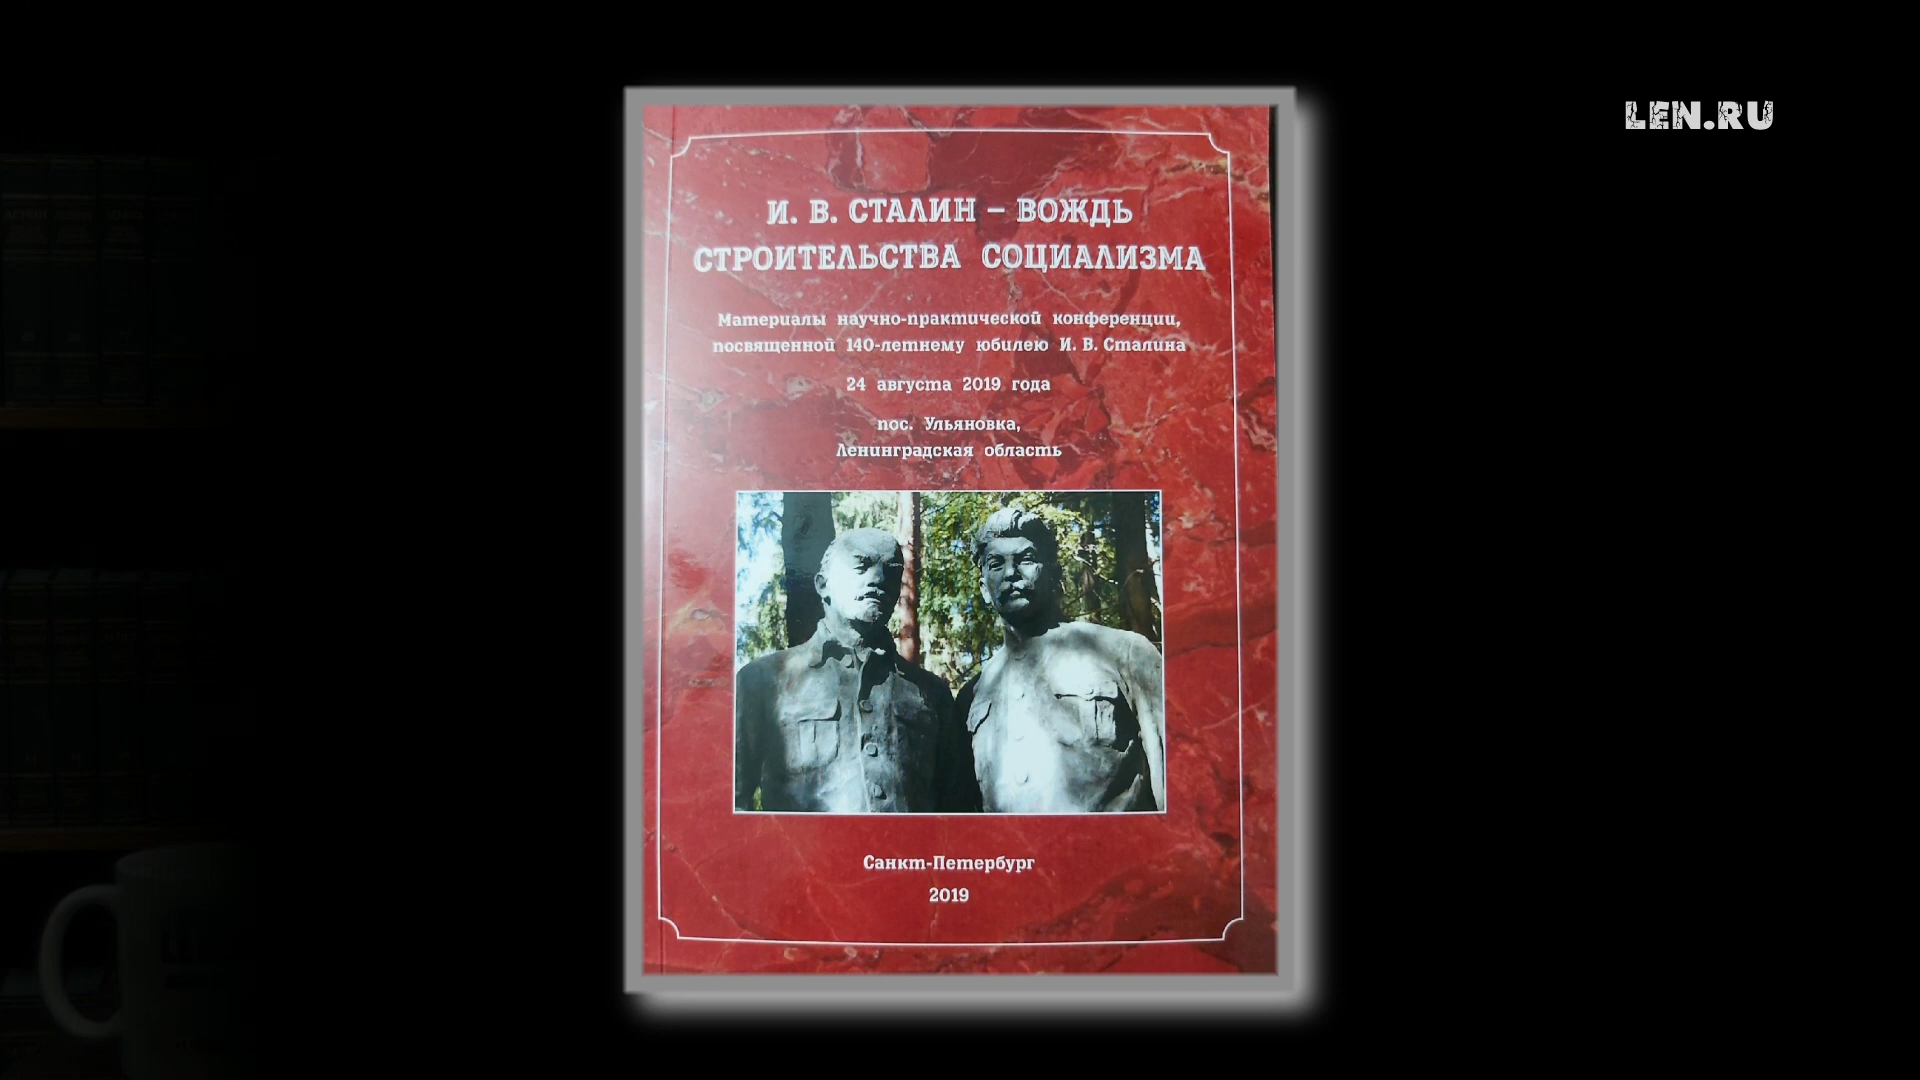 LEN.RU
И. В. СТАЛИН – ВОЖДЬ
СТРОИТЕЛЬСТВА СОЦИАЛИЗМА
Материалы научно-практической конференции,
посвященной 140-летнему юбилею И. В. Сталина
24 августа 2019 года
пос. Ульяновка,
Ленинградская область
Санкт-Петербург
2019